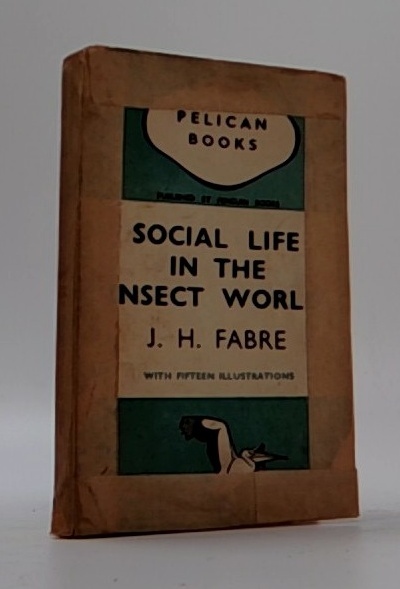 PELICAN
BOOKS
PUBLISHED BY PENGUIN BOOKS
SOCIAL LIFE
IN THE
NSECT WORL
J. H. FABRE
WITH FIFTEEN ILLUSTRATIONS